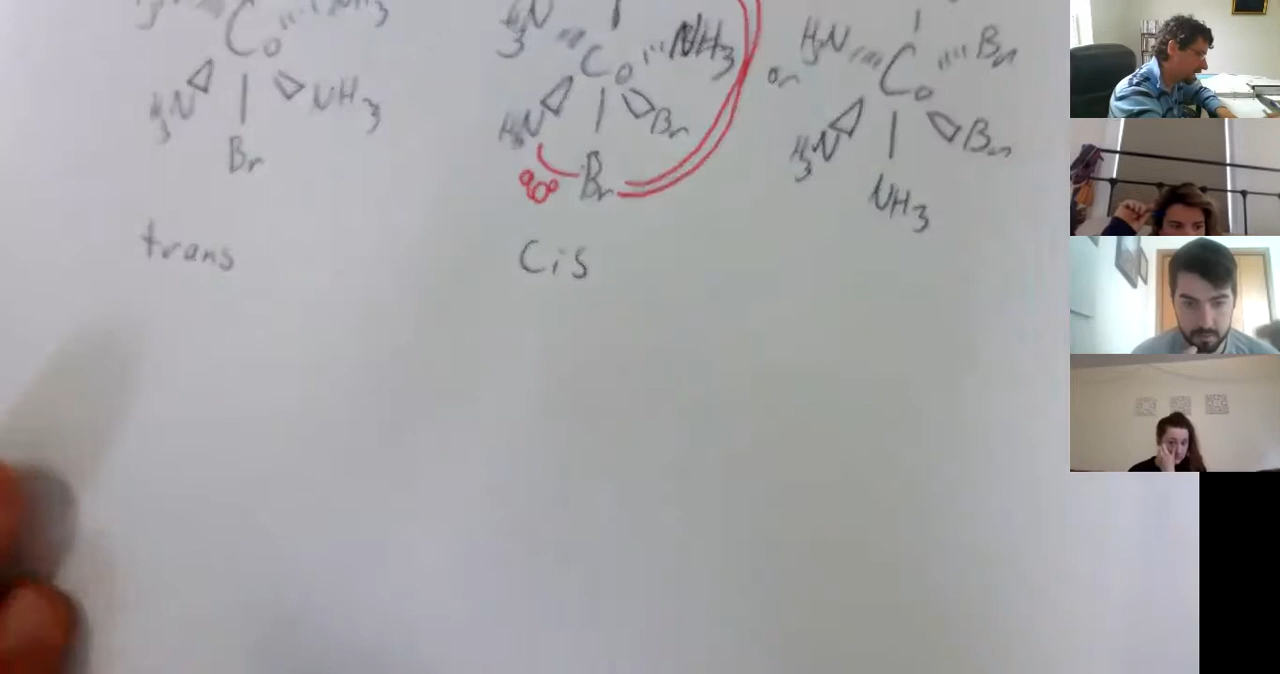 Co NH3
H3N NH3
Br
trans
H3N NH3
Co
H3N Br
90° Br
cis
or
H3N Br
Co
H3N Br
NH3